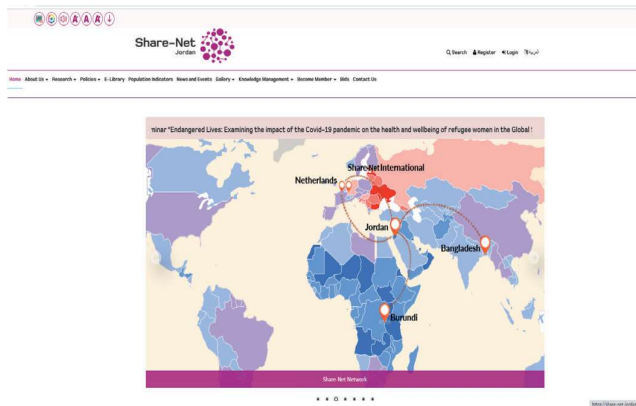 Share-Net
Jordan
Search Register Login العربية
Home About Us Research Policies E-Library Population Indicators News and Events Gallery Knowledge Management Become Member Bids Contact Us
minar "Endangered Lives: Examining the impact of the Covid-19 pandemic on the health and wellbeing of refugee women in the Global
Share-Net International
Netherlands
Jordan
Bangladesh
Burundi
Share-Net Network